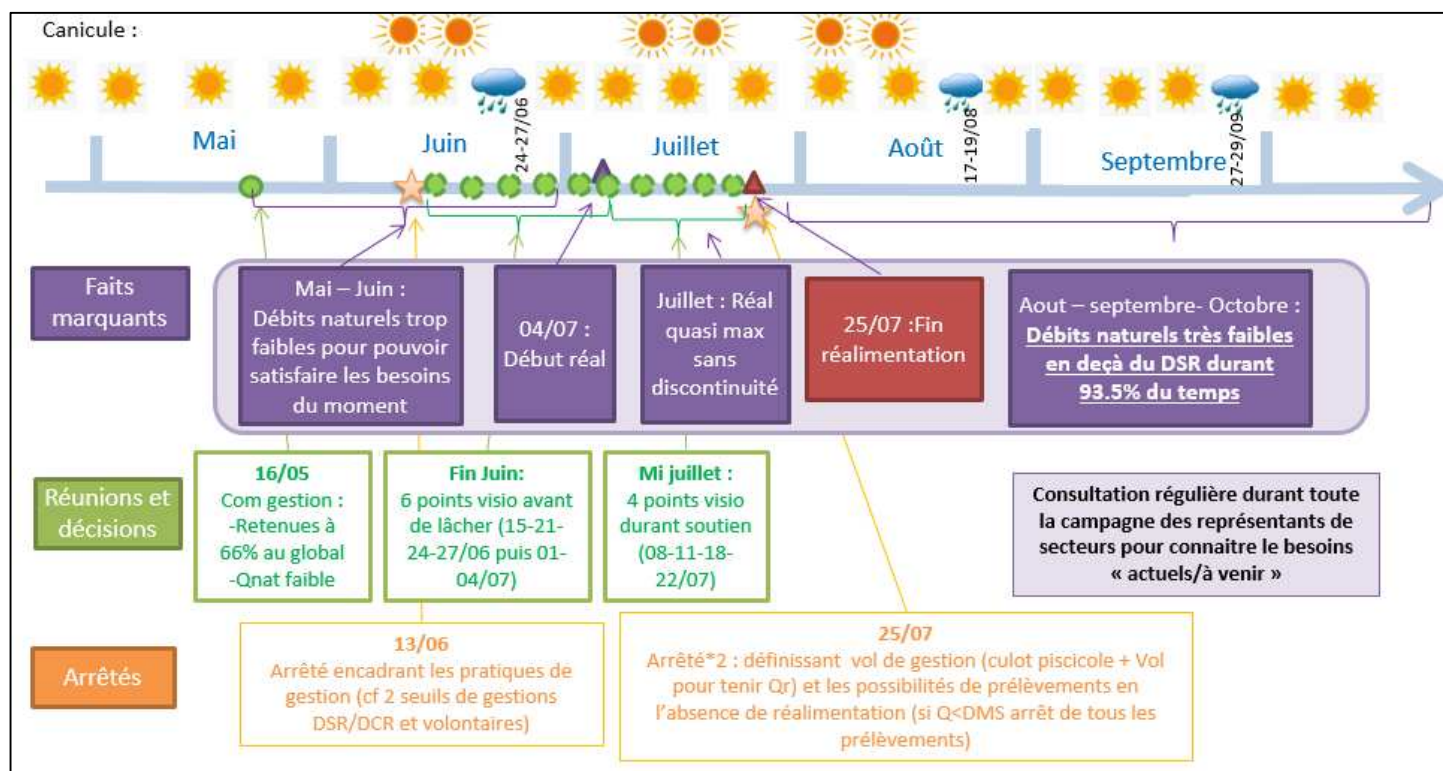 Canicule :
24-27/06
17-19/08
27-29/09
Mai
Juin
Juillet
Août
Septembre
Faits
marquants
Mai – Juin :
Débits naturels trop
faibles pour pouvoir
satisfaire les besoins
du moment
04/07 :
Début réal
Juillet : Réal
quasi max
sans
discontinuité
25/07 :Fin
réalimentation
Aout – septembre- Octobre :
Débits naturels très faibles
en deçà du DSR durant
93.5% du temps
Réunions et
décisions
16/05
Com gestion :
-Retenues à
66% au global
-Qnat faible
Fin Juin:
6 points visio avant
de lâcher (15-21-
24-27/06 puis 01-
04/07)
Mi juillet :
4 points visio
durant soutien
(08-11-18-
22/07)
Consultation régulière durant toute
la campagne des représentants de
secteurs pour connaitre le besoins
« actuels/à venir »
Arrêtés
13/06
Arrêté encadrant les pratiques de
gestion (cf 2 seuils de gestions
DSR/DCR et volontaires)
25/07
Arrêté*2 : définissant vol de gestion (culot piscicole + Vol
pour tenir Qr) et les possibilités de prélèvements en
l’absence de réalimentation (si Q<DMS arrêt de tous les
prélèvements)